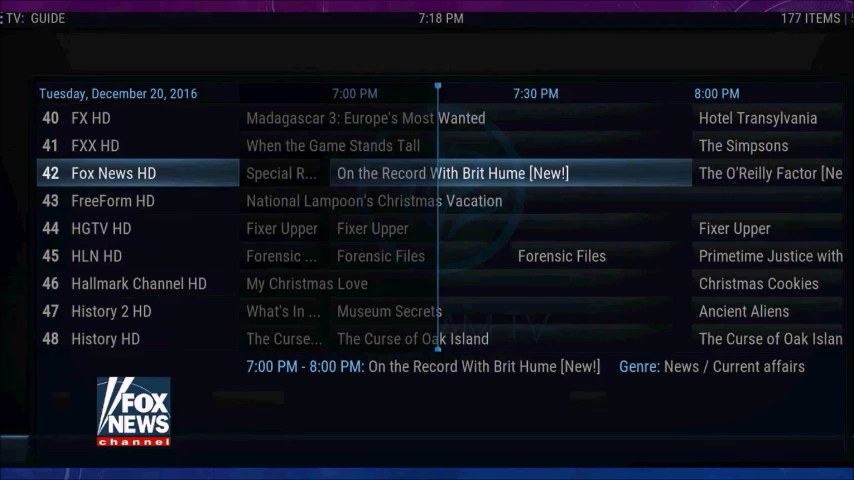 TV: GUIDE 7:18 PM 177 ITEMS |
Tuesday, December 20, 2016 7:00 PM 7:30 PM 8:00 PM
40 FX HD Madagascar 3: Europe's Most Wanted Hotel Transylvania
41 FXX HD When the Game Stands Tall The Simpsons
42 Fox News HD Special R... On the Record With Brit Hume [New!] The O'Reilly Factor [Ne
43 FreeForm HD National Lampoon's Christmas Vacation
44 HGTV HD Fixer Upper Fixer Upper Fixer Upper
45 HLN HD Forensic ... Forensic Files Forensic Files Primetime Justice with
46 Hallmark Channel HD My Christmas Love Christmas Cookies
47 History 2 HD What's In ... Museum Secrets Ancient Aliens
48 History HD The Curse... The Curse of Oak Island The Curse of Oak Islan
7:00 PM - 8:00 PM: On the Record With Brit Hume [New!] Genre: News / Current affairs
FOX
NEWS
channel